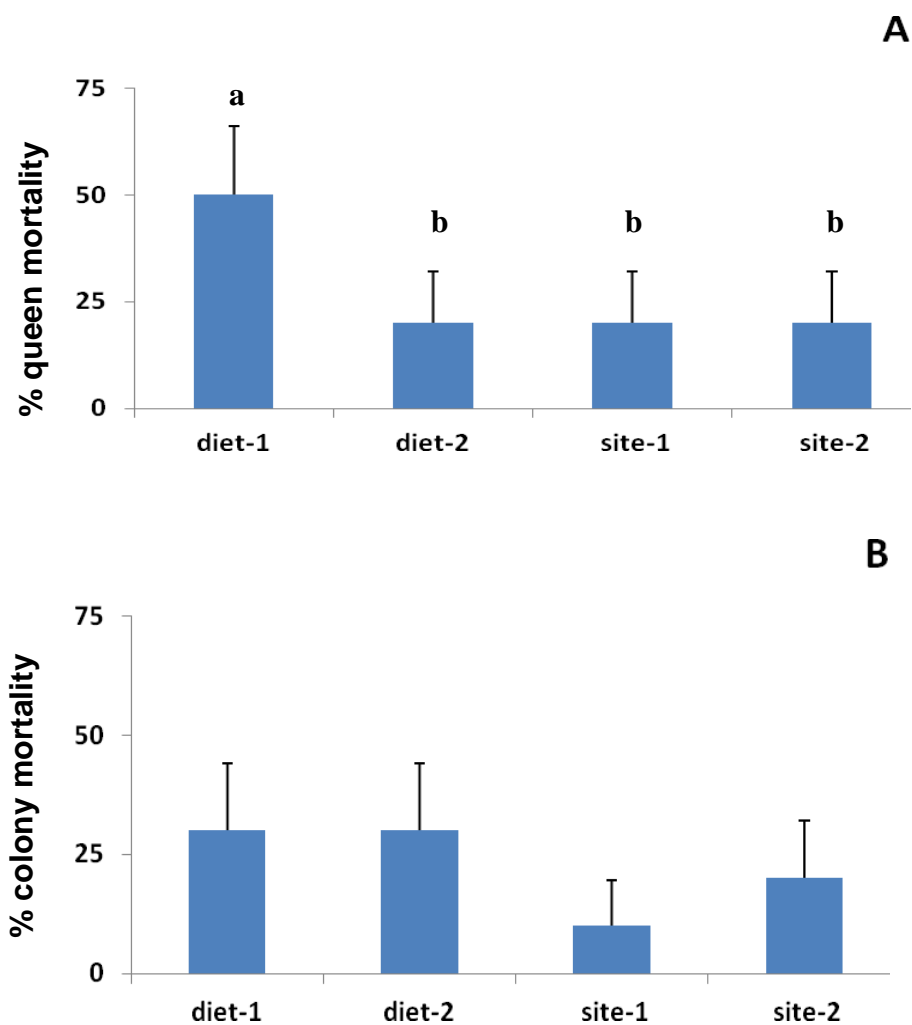 A
75
a
50
b b b
25
0
% queen mortality
diet-1 diet-2 site-1 site-2
B
75
50
25
0
% colony mortality
diet-1 diet-2 site-1 site-2